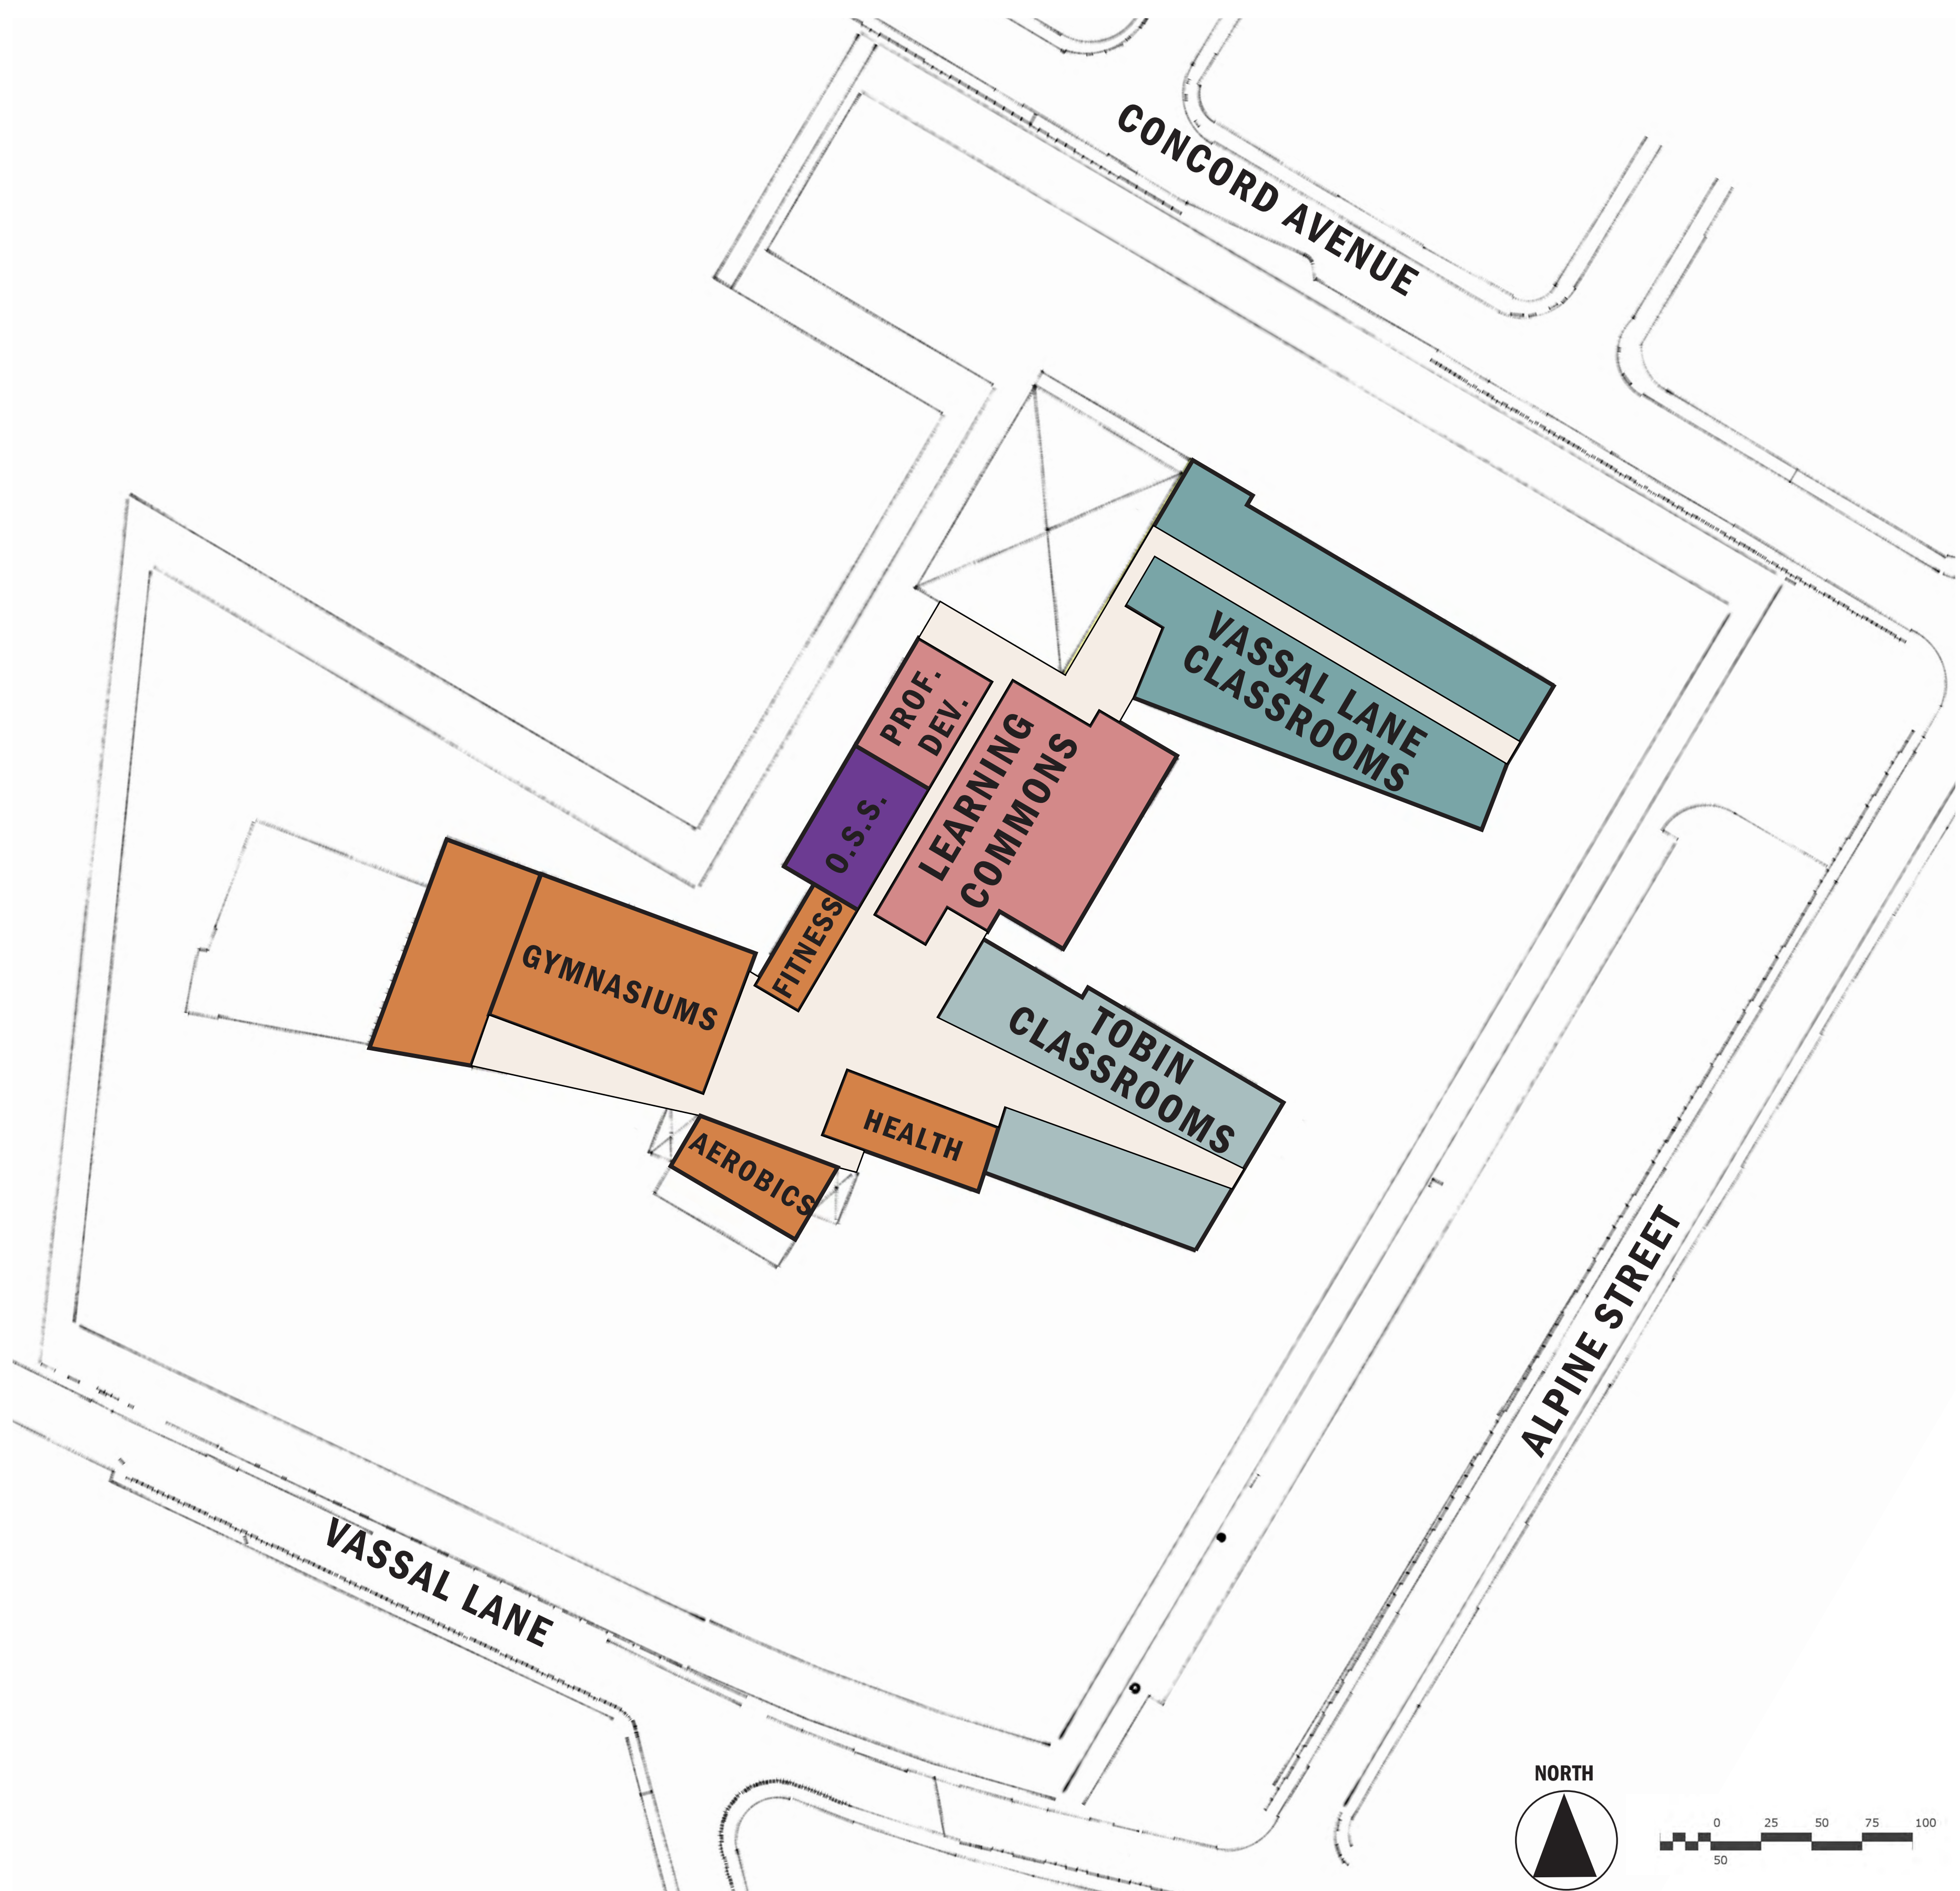 CONCORD AVENUE
VASSAL LANE
CLASSROOMS
PROF.
DEV.
LEARNING
COMMONS
O.S.S.
FITNESS
GYMNASIUMS
TOBIN
CLASSROOMS
HEALTH
AEROBICS
ALPINE STREET
VASSAL LANE
NORTH
0 25 50 75 100
50